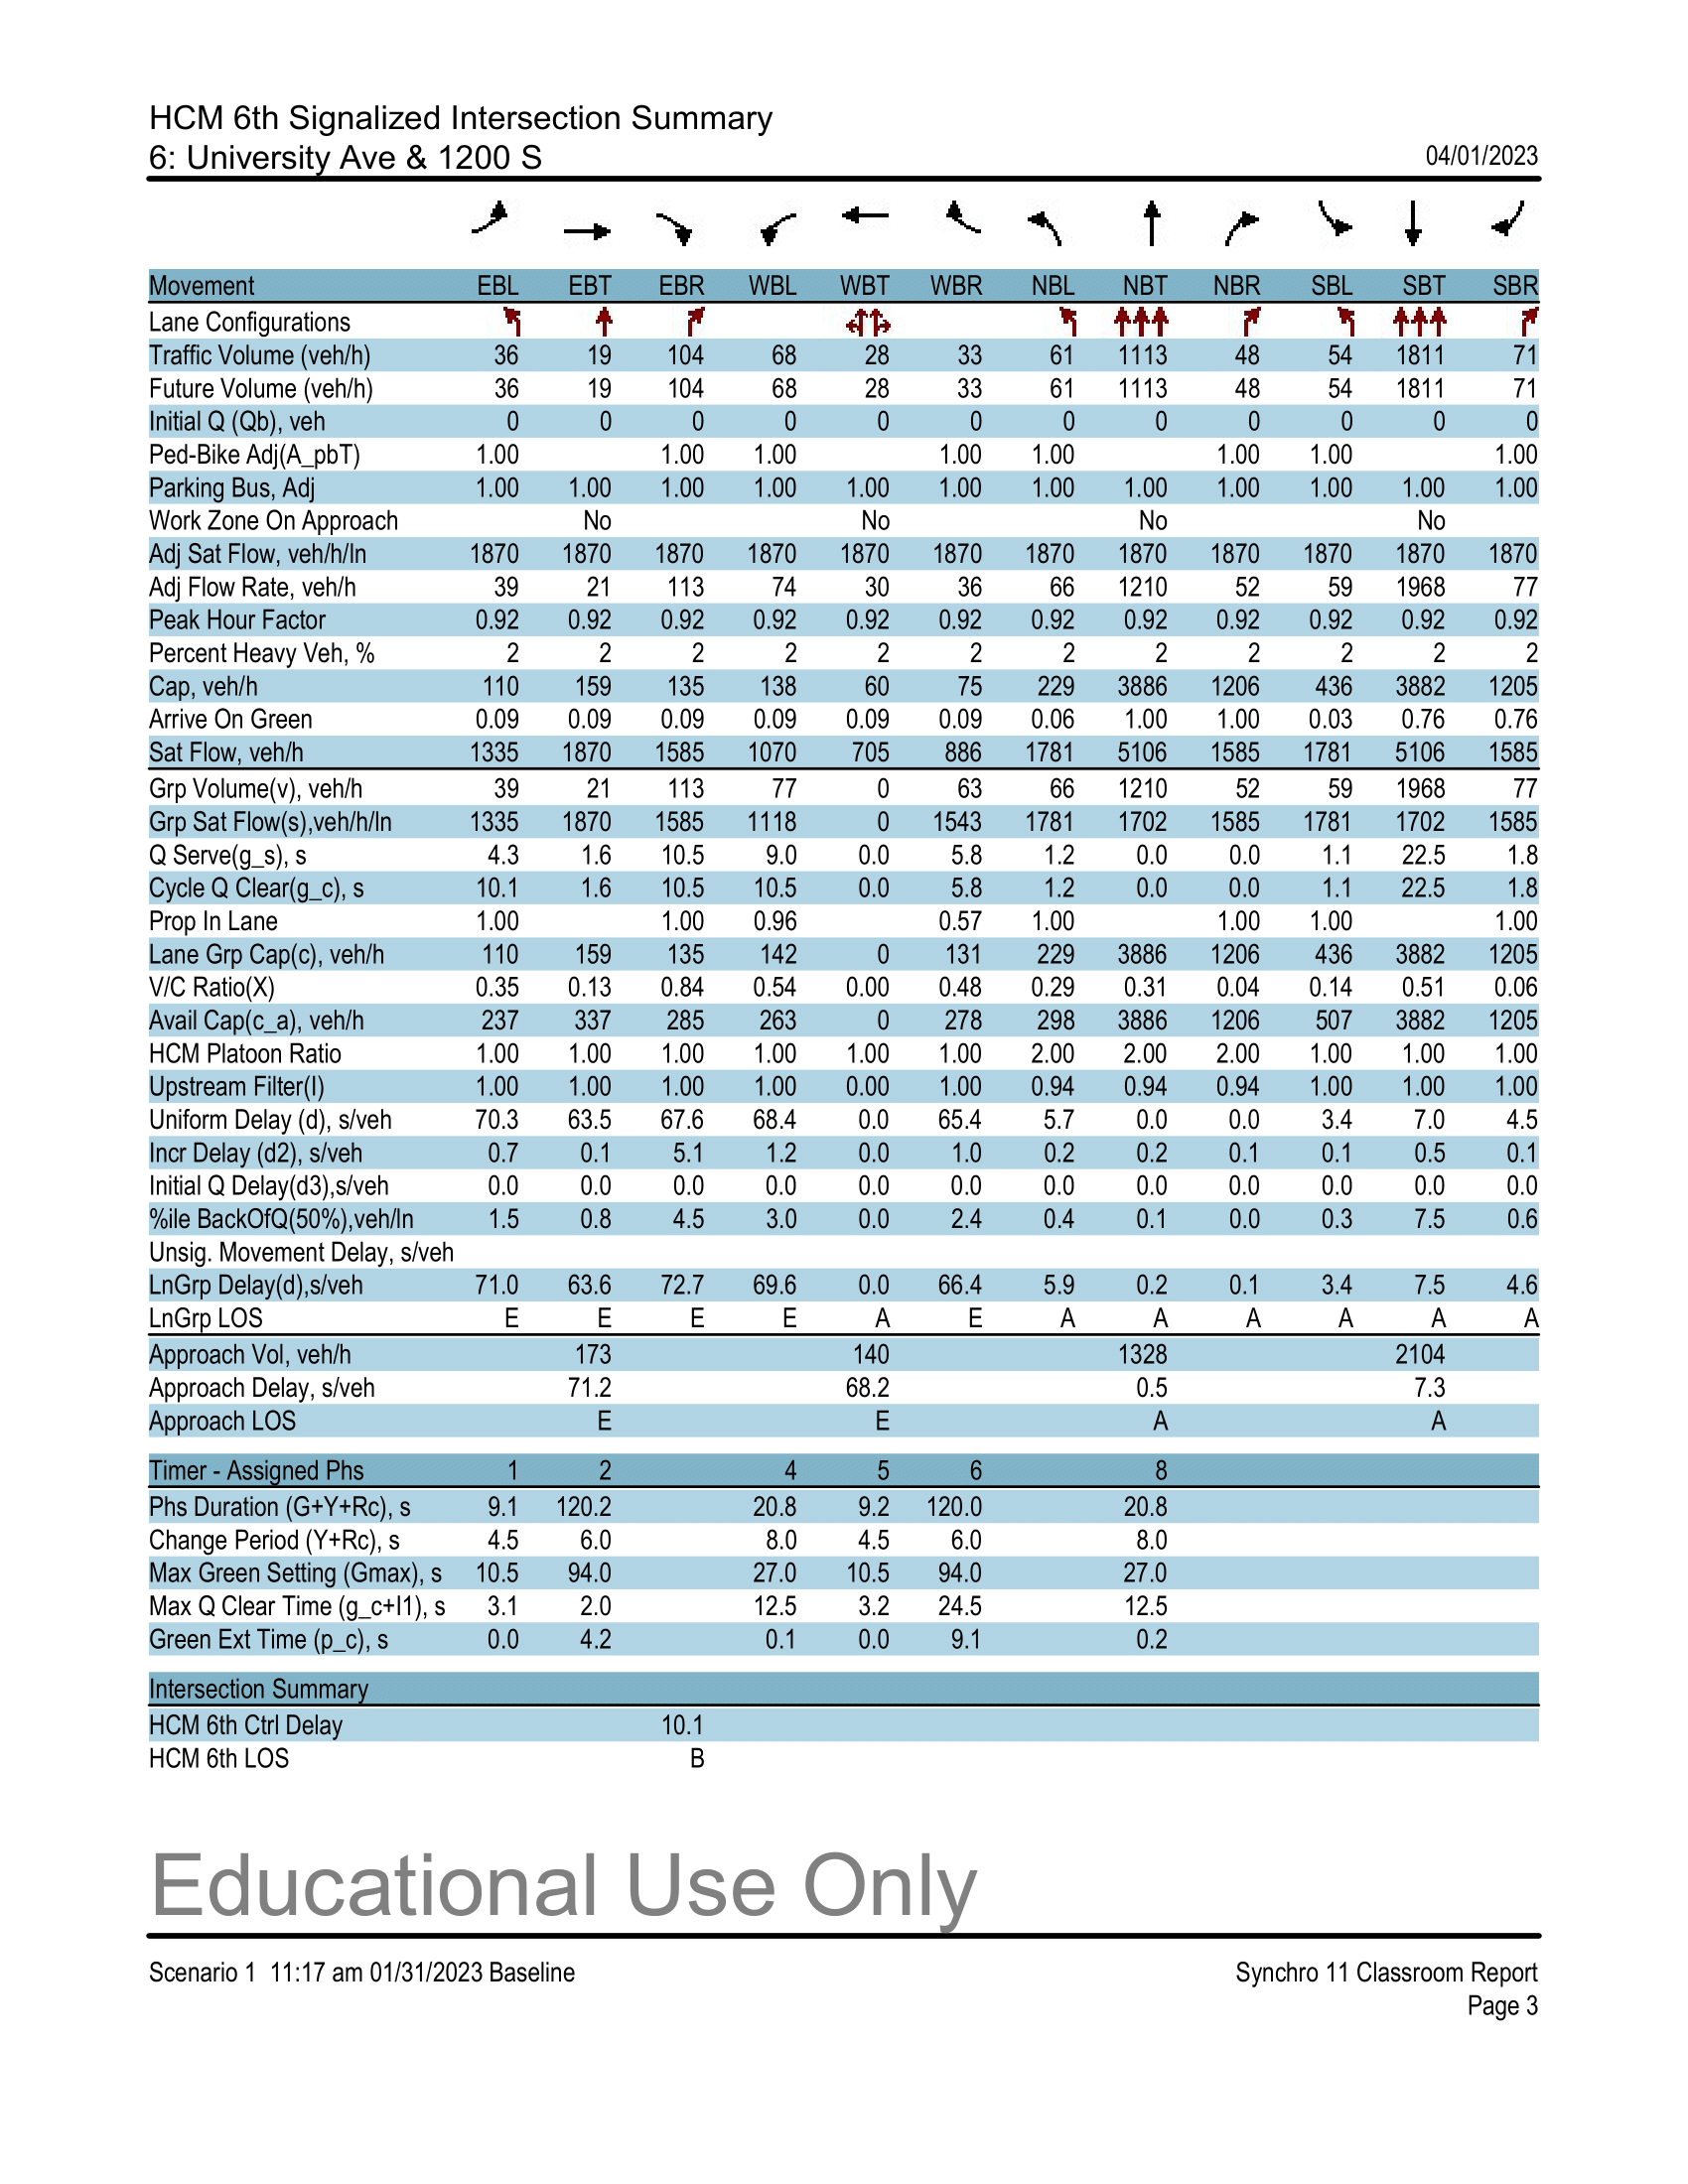 HCM 6th Signalized Intersection Summary
6: University Ave & 1200 S 04/01/2023
Movement EBL EBT EBR WBL WBT WBR NBL NBT NBR SBL SBT SBR
Lane Configurations
Traffic Volume (veh/h) 36 19 104 68 28 33 61 1113 48 54 1811 71
Future Volume (veh/h) 36 19 104 68 28 33 61 1113 48 54 1811 71
Initial Q (Qb), veh 0 0 0 0 0 0 0 0 0 0 0 0
Ped-Bike Adj(A_pbT) 1.00 1.00 1.00 1.00 1.00 1.00 1.00 1.00
Parking Bus, Adj 1.00 1.00 1.00 1.00 1.00 1.00 1.00 1.00 1.00 1.00 1.00 1.00
Work Zone On Approach No No No No
Adj Sat Flow, veh/h/ln 1870 1870 1870 1870 1870 1870 1870 1870 1870 1870 1870 1870
Adj Flow Rate, veh/h 39 21 113 74 30 36 66 1210 52 59 1968 77
Peak Hour Factor 0.92 0.92 0.92 0.92 0.92 0.92 0.92 0.92 0.92 0.92 0.92 0.92
Percent Heavy Veh, % 2 2 2 2 2 2 2 2 2 2 2 2
Cap, veh/h 110 159 135 138 60 75 229 3886 1206 436 3882 1205
Arrive On Green 0.09 0.09 0.09 0.09 0.09 0.09 0.06 1.00 1.00 0.03 0.76 0.76
Sat Flow, veh/h 1335 1870 1585 1070 705 886 1781 5106 1585 1781 5106 1585
Grp Volume(v), veh/h 39 21 113 77 0 63 66 1210 52 59 1968 77
Grp Sat Flow(s),veh/h/ln 1335 1870 1585 1118 0 1543 1781 1702 1585 1781 1702 1585
Q Serve(g_s), s 4.3 1.6 10.5 9.0 0.0 5.8 1.2 0.0 0.0 1.1 22.5 1.8
Cycle Q Clear(g_c), s 10.1 1.6 10.5 10.5 0.0 5.8 1.2 0.0 0.0 1.1 22.5 1.8
Prop In Lane 1.00 1.00 0.96 0.57 1.00 1.00 1.00 1.00
Lane Grp Cap(c), veh/h 110 159 135 142 0 131 229 3886 1206 436 3882 1205
V/C Ratio(X) 0.35 0.13 0.84 0.54 0.00 0.48 0.29 0.31 0.04 0.14 0.51 0.06
Avail Cap(c_a), veh/h 237 337 285 263 0 278 298 3886 1206 507 3882 1205
HCM Platoon Ratio 1.00 1.00 1.00 1.00 1.00 1.00 2.00 2.00 2.00 1.00 1.00 1.00
Upstream Filter(I) 1.00 1.00 1.00 1.00 0.00 1.00 0.94 0.94 0.94 1.00 1.00 1.00
Uniform Delay (d), s/veh 70.3 63.5 67.6 68.4 0.0 65.4 5.7 0.0 0.0 3.4 7.0 4.5
Incr Delay (d2), s/veh 0.7 0.1 5.1 1.2 0.0 1.0 0.2 0.2 0.1 0.1 0.5 0.1
Initial Q Delay(d3),s/veh 0.0 0.0 0.0 0.0 0.0 0.0 0.0 0.0 0.0 0.0 0.0 0.0
%ile BackOfQ(50%),veh/ln 1.5 0.8 4.5 3.0 0.0 2.4 0.4 0.1 0.0 0.3 7.5 0.6
Unsig. Movement Delay, s/veh
LnGrp Delay(d),s/veh 71.0 63.6 72.7 69.6 0.0 66.4 5.9 0.2 0.1 3.4 7.5 4.6
LnGrp LOS E E E E A E A A A A A A
Approach Vol, veh/h 173 140 1328 2104
Approach Delay, s/veh 71.2 68.2 0.5 7.3
Approach LOS E E A A
Timer - Assigned Phs 1 2 4 5 6 8
Phs Duration (G+Y+Rc), s 9.1 120.2 20.8 9.2 120.0 20.8
Change Period (Y+Rc), s 4.5 6.0 8.0 4.5 6.0 8.0
Max Green Setting (Gmax), s 10.5 94.0 27.0 10.5 94.0 27.0
Max Q Clear Time (g_c+I1), s 3.1 2.0 12.5 3.2 24.5 12.5
Green Ext Time (p_c), s 0.0 4.2 0.1 0.0 9.1 0.2
Intersection Summary
HCM 6th Ctrl Delay 10.1
HCM 6th LOS B
Educational Use Only
Scenario 1 11:17 am 01/31/2023 Baseline Synchro 11 Classroom Report
Page 3